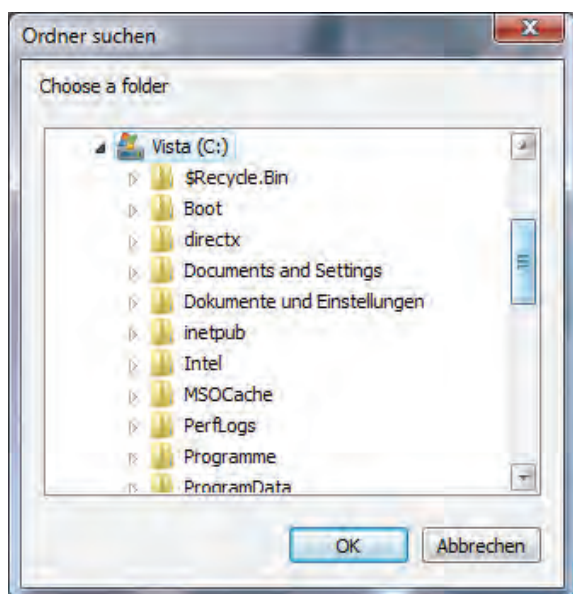 Ordner suchen
Choose a folder
Vista (C:)
$Recycle.Bin
Boot
directx
Documents and Settings
Dokumente und Einstellungen
inetpub
Intel
MSOCache
PerfLogs
Programme
ProgramData
OK Abbrechen